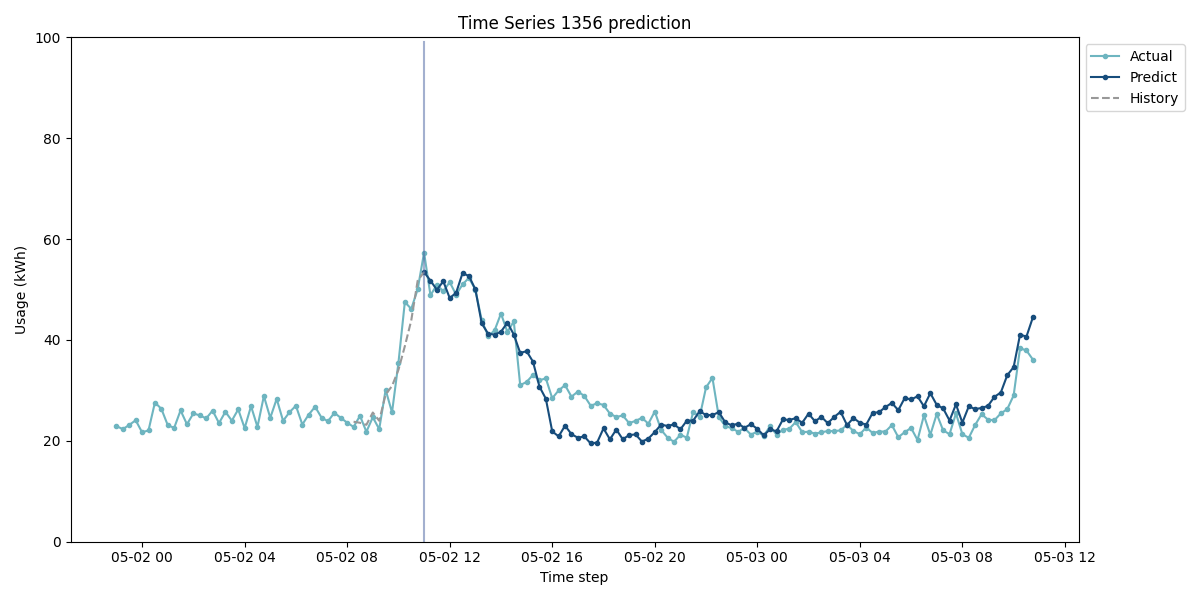 Time Series 1356 prediction
100
80
60
40
20
0
Usage (kWh)
05-02 00
05-02 04
05-02 08
05-02 12
05-02 16
05-02 20
05-03 00
05-03 04
05-03 08
05-03 12
Time step
Actual
Predict
History